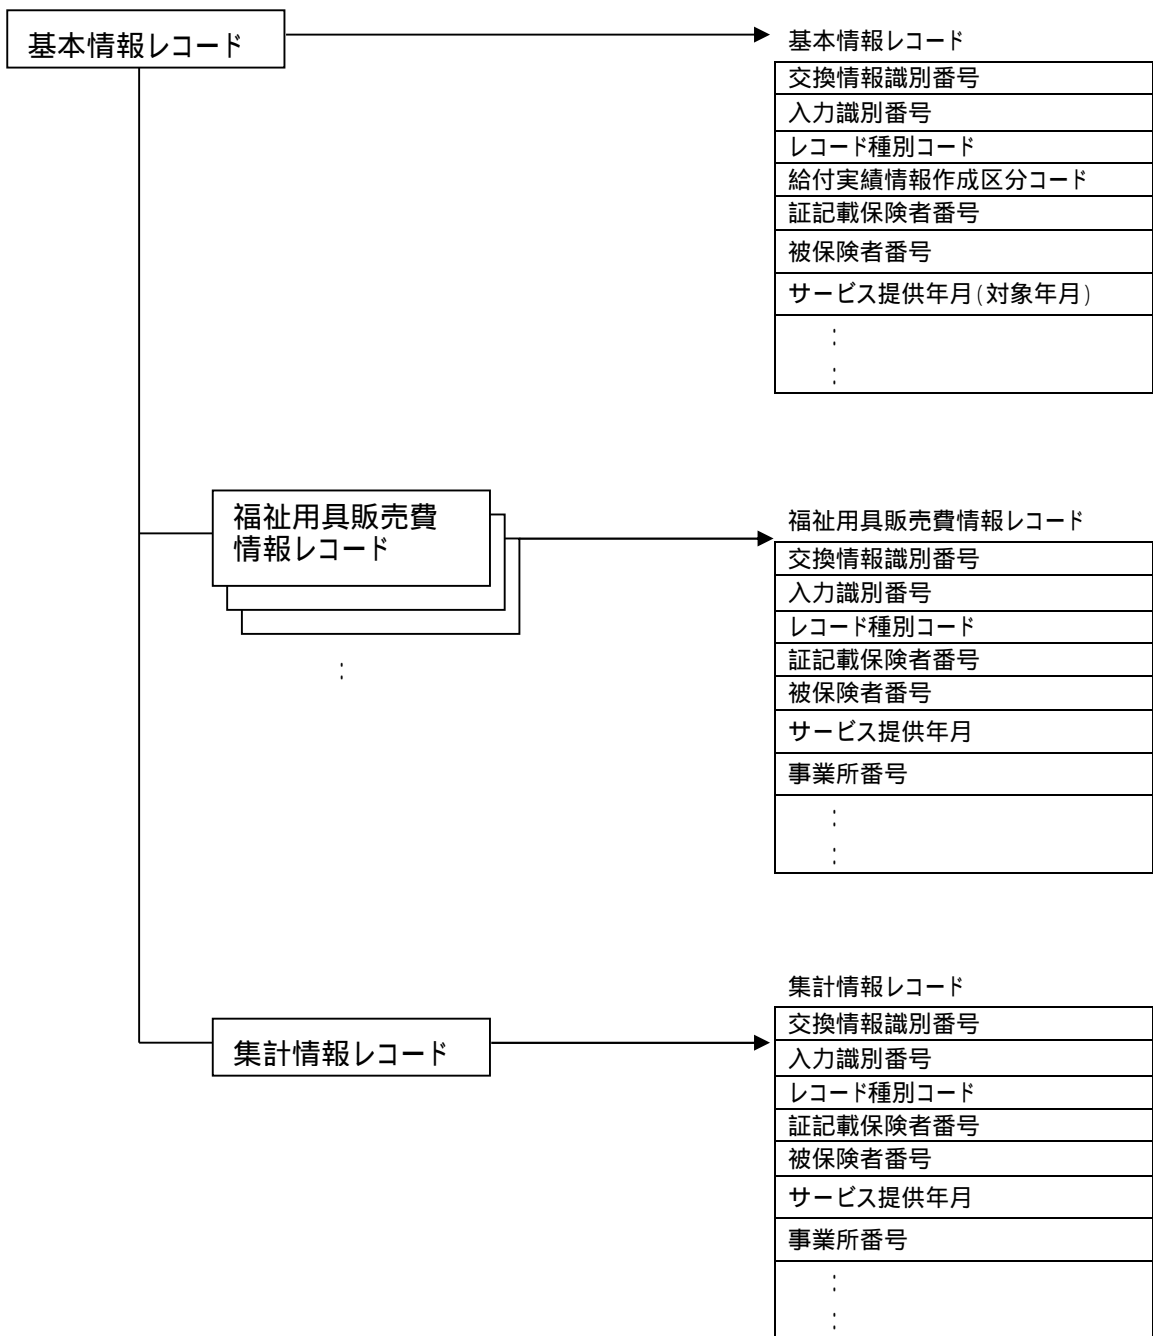 基本情報レコード
基本情報レコード
交換情報識別番号
入力識別番号
レコード種別コード
給付実績情報作成区分コード
証記載保険者番号
被保険者番号
サービス提供年月(対象年月)
:
:
福祉用具販売費
情報レコード
:
福祉用具販売費情報レコード
交換情報識別番号
入力識別番号
レコード種別コード
証記載保険者番号
被保険者番号
サービス提供年月
事業所番号
:
:
集計情報レコード
集計情報レコード
交換情報識別番号
入力識別番号
レコード種別コード
証記載保険者番号
被保険者番号
サービス提供年月
事業所番号
:
: